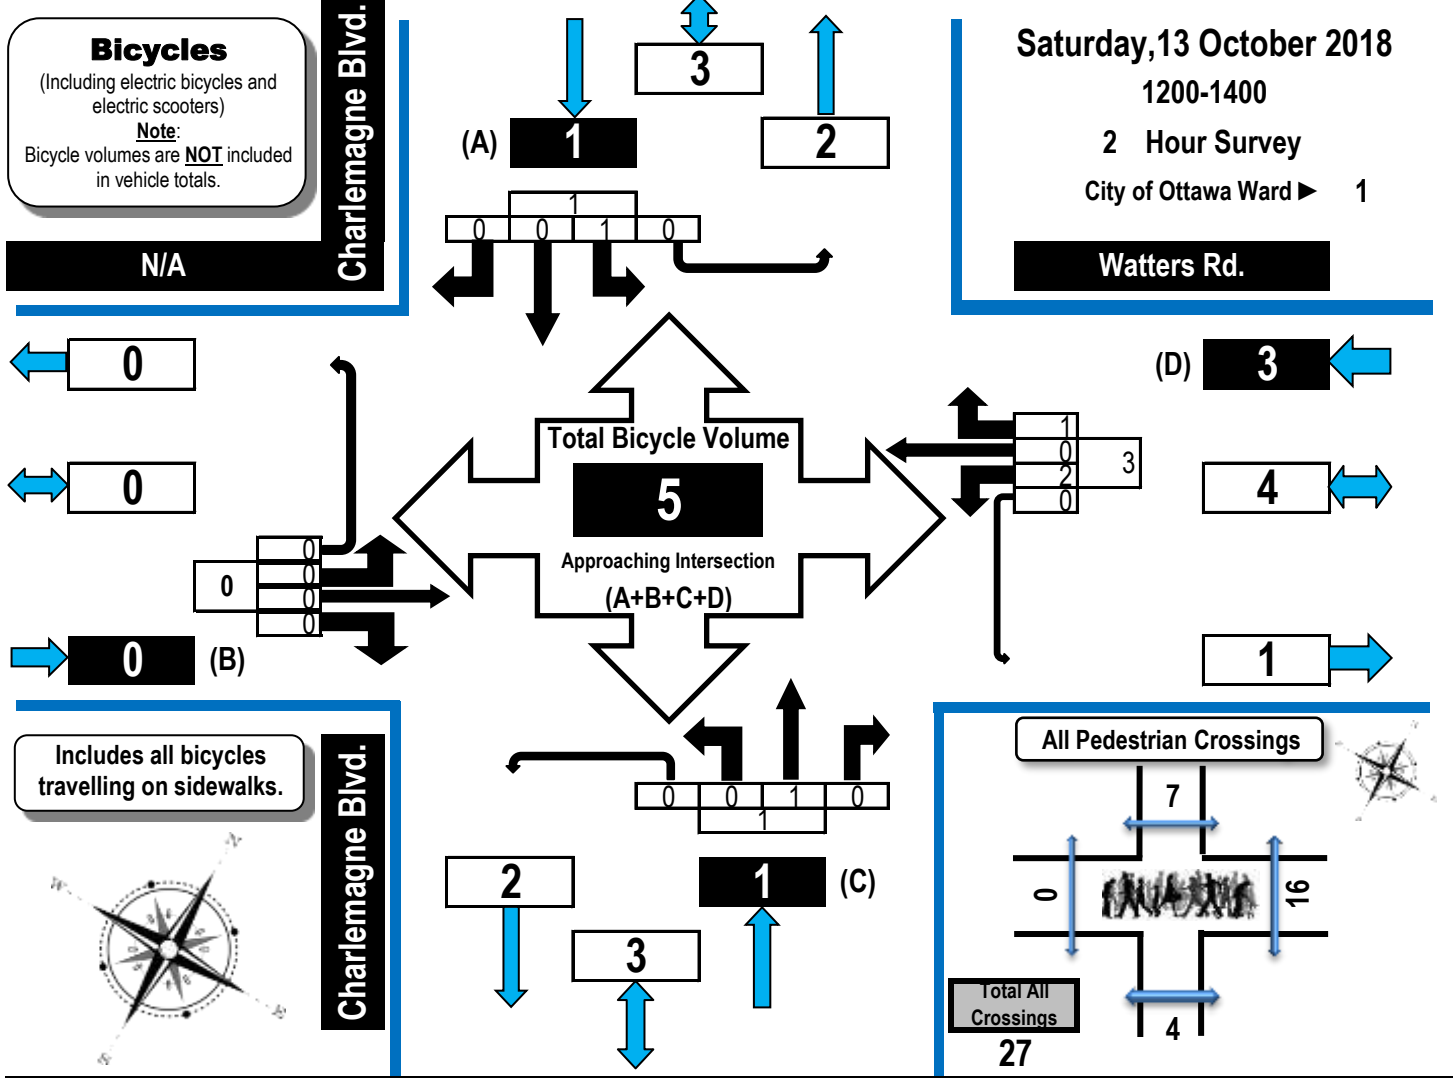 Bicycles
(Including electric bicycles and
electric scooters)
Note:
Bicycle volumes are NOT included
in vehicle totals.
Charlemagne Blvd.
N/A
3
(A) 1
2
1
0 0 1 0
Saturday,13 October 2018
1200-1400
2 Hour Survey
City of Ottawa Ward ► 1
Watters Rd.
0
0
0
0
0
0
0
0 (B)
Total Bicycle Volume
5
Approaching Intersection
(A+B+C+D)
(D) 3
1
0
2
0
3
4
1
Includes all bicycles
travelling on sidewalks.
Charlemagne Blvd.
N
W
E
S
0 0 1 0
1
2
1 (C)
3
All Pedestrian Crossings
7
0
16
4
Total All
Crossings
27